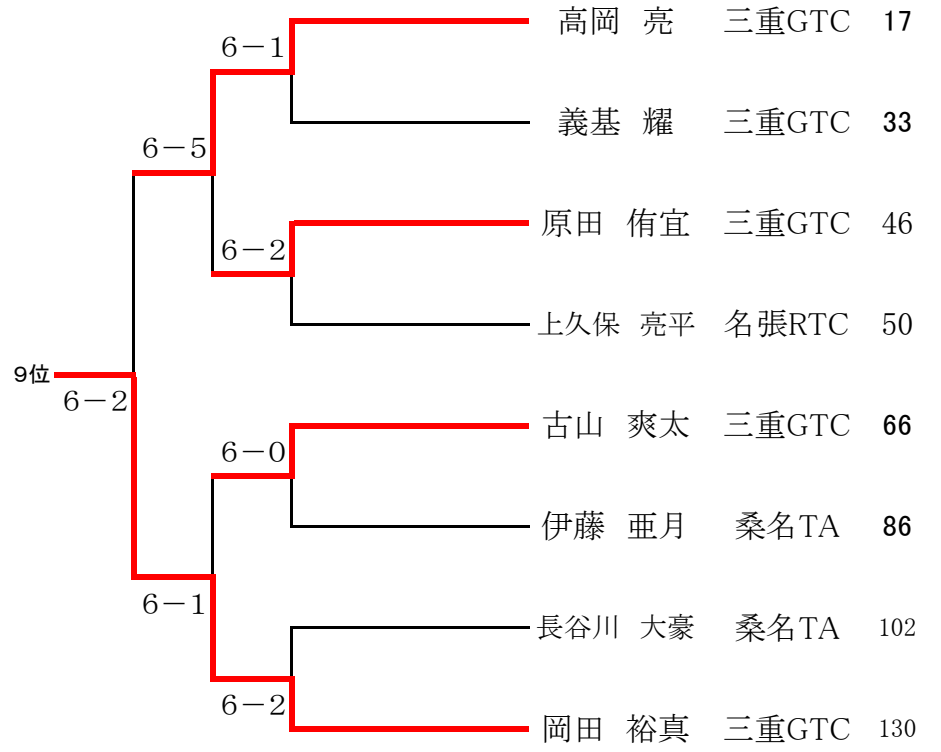 高岡 亮 三重GTC 17
6－1
義基 耀 三重GTC 33
6－5
原田 侑宜 三重GTC 46
6－2
上久保 亮平 名張RTC 50
9位
6－2
古山 爽太 三重GTC 66
6－0
伊藤 亜月 桑名TA 86
6－1
長谷川 大豪 桑名TA 102
6－2
岡田 裕真 三重GTC 130